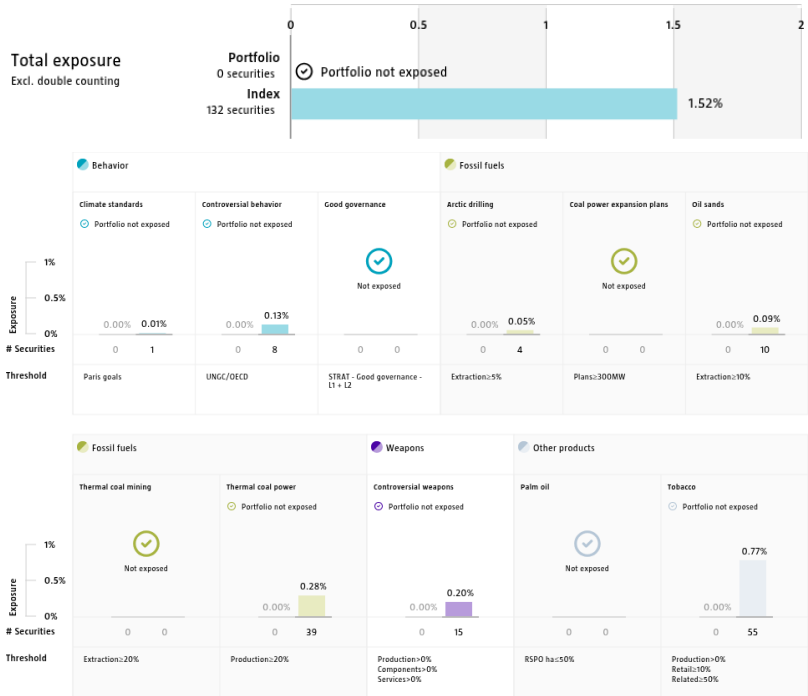 0 0.5 1 1.5 2
Total exposure
Excl. double counting
Portfolio
0 securities
Portfolio not exposed
Index
132 securities
1.52%
Behavior
Fossil fuels
Climate standards
Controversial behavior
Good governance
Arctic drilling
Coal power expansion plans
Oil sands
Portfolio not exposed
Portfolio not exposed
Portfolio not exposed
Portfolio not exposed
Not exposed
Not exposed
Exposure
1%
0.5%
0%
0.00% 0.01%
0.00% 0.13%
0.00% 0.05%
0.00% 0.09%
# Securities
0 1
0 8
0 0
0 4
0 0
0 10
Threshold
Paris goals
UNGC/OECD
STRAT - Good governance -
L1 + L2
Extraction≥5%
Plans≥300MW
Extraction≥10%
Fossil fuels
Weapons
Other products
Thermal coal mining
Thermal coal power
Controversial weapons
Palm oil
Tobacco
Portfolio not exposed
Portfolio not exposed
Portfolio not exposed
Not exposed
Not exposed
Exposure
1%
0.5%
0%
0.00% 0.28%
0.00% 0.20%
0.00% 0.77%
# Securities
0 0
0 39
0 15
0 0
0 55
Threshold
Extraction≥20%
Production≥20%
Production>0%
Components>0%
Services>0%
RSPO ha≤50%
Production>0%
Retail≥10%
Related≥50%